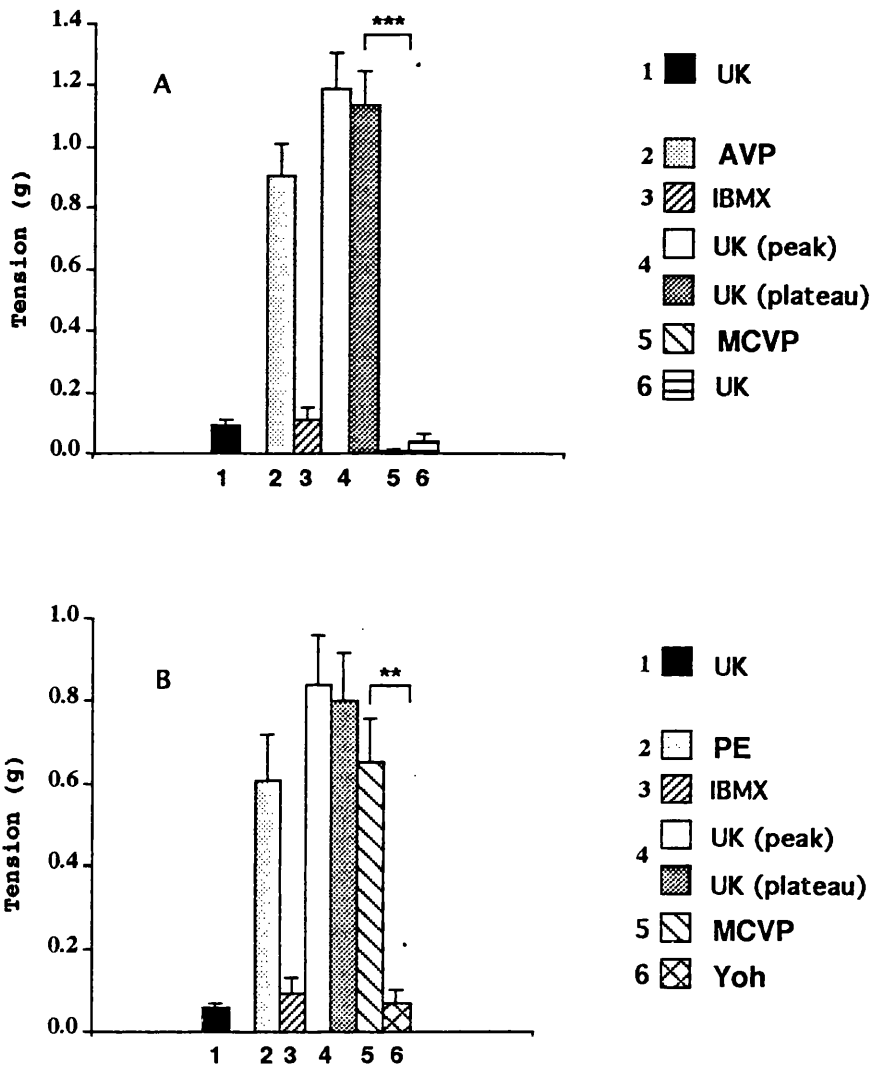 A
Tension (g)
1.4
1.2
1.0
0.8
0.6
0.4
0.2
0.0
***
1 2 3 4 5 6
1 UK
2 AVP
3 IBMX
4 UK (peak)
UK (plateau)
5 MCVP
6 UK
B
Tension (g)
1.0
0.8
0.6
0.4
0.2
0.0
**
1 2 3 4 5 6
1 UK
2 PE
3 IBMX
4 UK (peak)
UK (plateau)
5 MCVP
6 Yoh